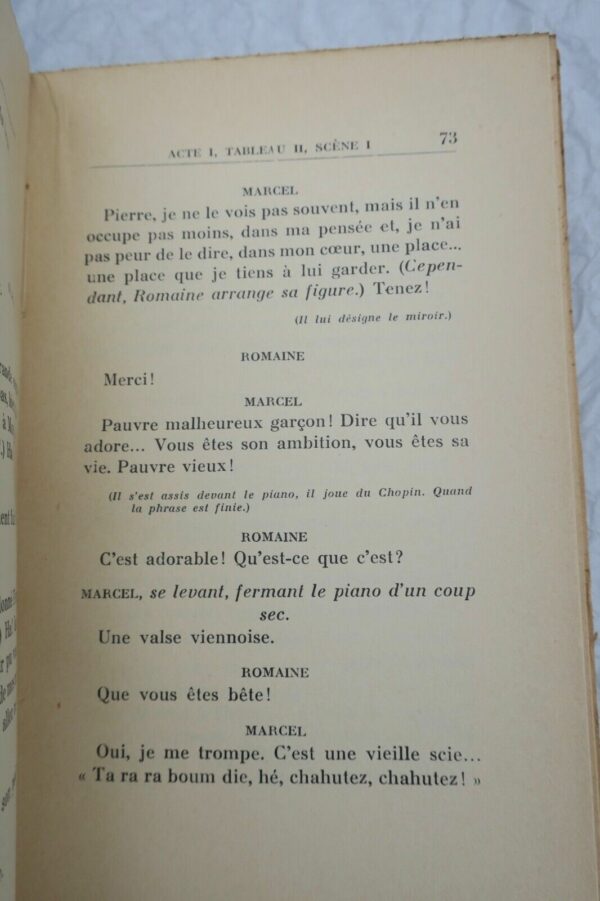 ACTE I, TABLEAU II, SCÈNE I 73
MARCEL
Pierre, je ne le vois pas souvent, mais il n'en
occupe pas moins, dans ma pensée et, je n'ai
pas peur de le dire, dans mon cœur, une place...
une place que je tiens à lui garder. (Cepen-
dant, Romaine arrange sa figure.) Tenez!
(Il lui désigne le miroir.)
ROMAINE
Merci!
MARCEL
Pauvre malheureux garçon! Dire qu'il vous
adore... Vous êtes son ambition, vous êtes sa
vie. Pauvre vieux!
(Il s'est assis devant le piano, il joue du Chopin. Quand
la phrase est finie.)
ROMAINE
C'est adorable! Qu'est-ce que c'est?
MARCEL, se levant, fermant le piano d'un coup
sec.
Une valse viennoise.
ROMAINE
Que vous êtes bête!
MARCEL
Oui, je me trompe. C'est une vieille scie...
« Ta ra ra boum die, hé, chahutez, chahutez! »